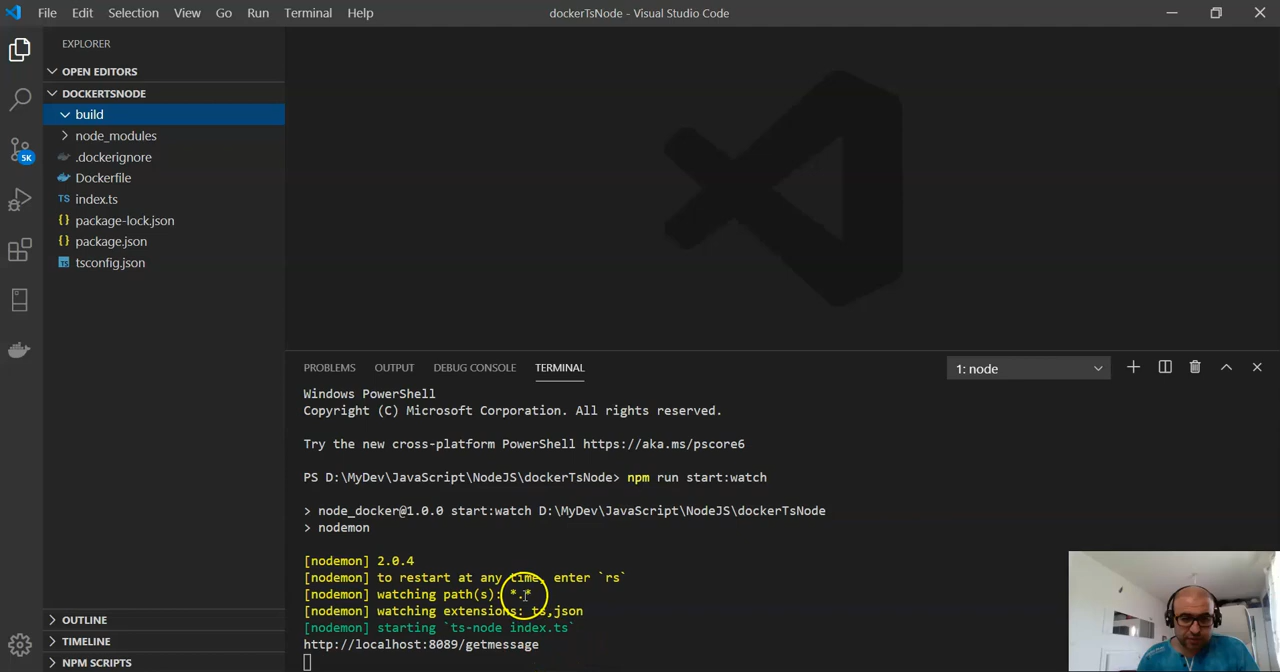 File Edit Selection View Go Run Terminal Help
dockerTsNode - Visual Studio Code
EXPLORER
OPEN EDITORS
DOCKERTSNODE
build
node_modules
.dockerignore
Dockerfile
TS index.ts
{} package-lock.json
{} package.json
TS tsconfig.json
5K
OUTLINE
TIMELINE
NPM SCRIPTS
PROBLEMS OUTPUT DEBUG CONSOLE TERMINAL
1: node
Windows PowerShell
Copyright (C) Microsoft Corporation. All rights reserved.
Try the new cross-platform PowerShell https://aka.ms/pscore6
PS D:\MyDev\JavaScript\NodeJS\dockerTsNode> npm run start:watch
> node_docker@1.0.0 start:watch D:\MyDev\JavaScript\NodeJS\dockerTsNode
> nodemon
[nodemon] 2.0.4
[nodemon] to restart at any time, enter `rs`
[nodemon] watching path(s): *.*
[nodemon] watching extensions: ts,json
[nodemon] starting `ts-node index.ts`
http://localhost:8089/getmessage